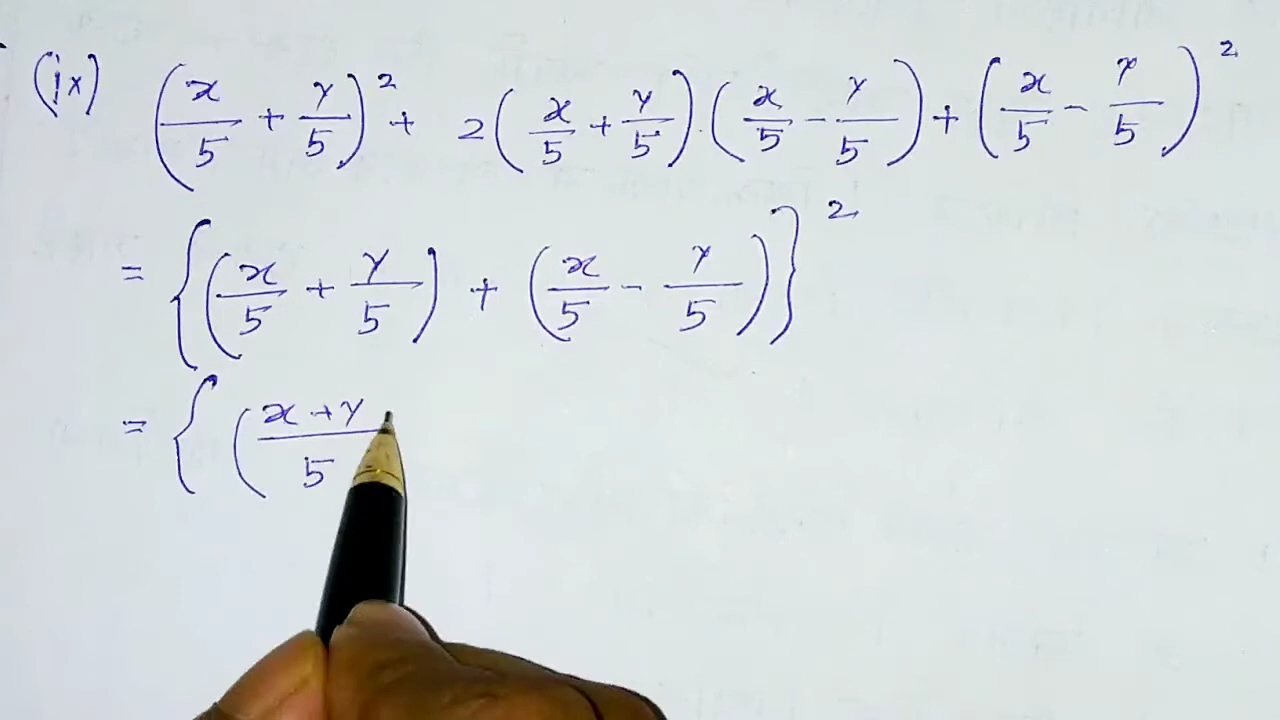 (ix) (x/5 + y/5)² + 2(x/5 + y/5).(x/5 - y/5) + (x/5 - y/5)²
= {(x/5 + y/5) + (x/5 - y/5)}²
= { (x+y/5